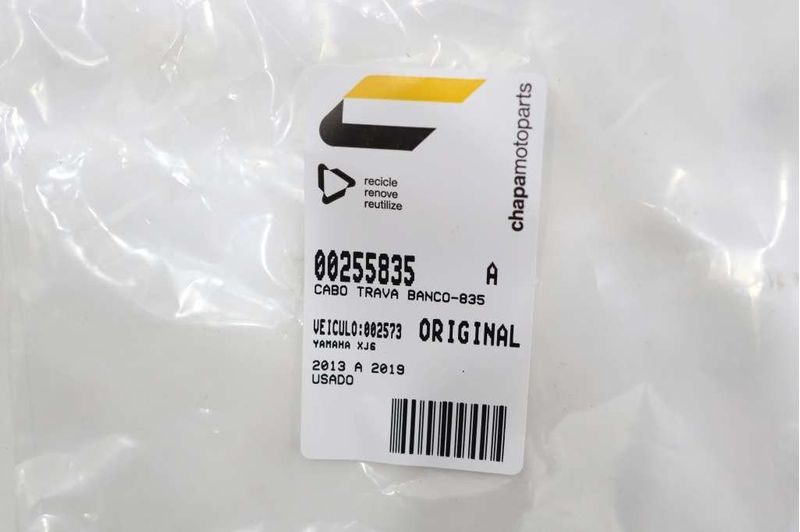 chapamotoparts
recicle
renove
reutilize
00255835 A
CABO TRAVA BANCO-835
VEICULO:002573 ORIGINAL
YAMAHA XJ6
2013 A 2019
USADO